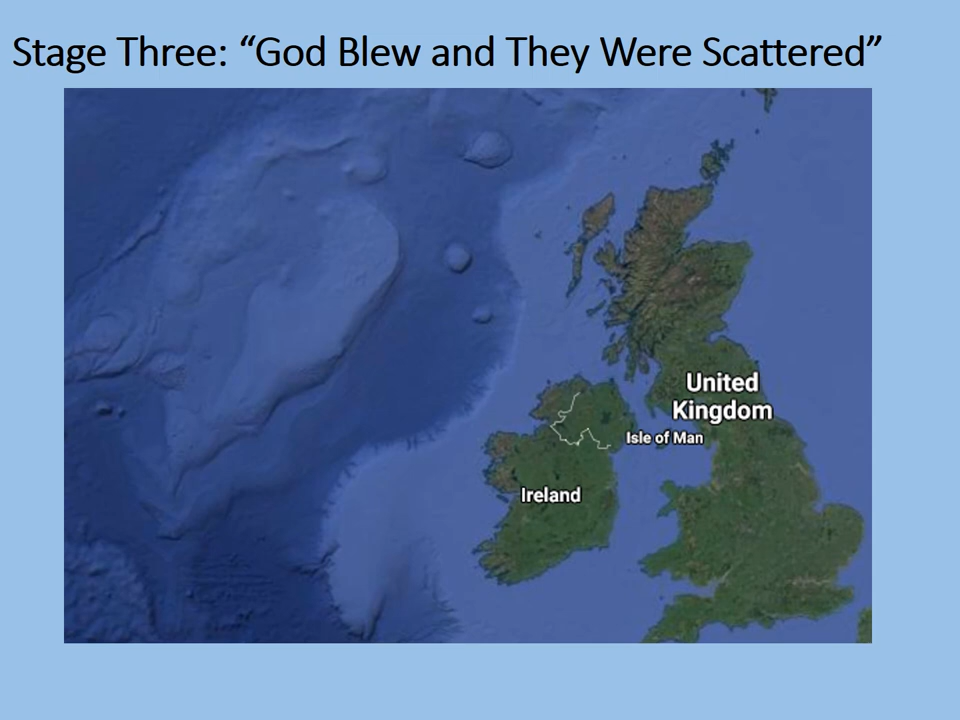 Stage Three: “God Blew and They Were Scattered”
United
Kingdom
Isle of Man
Ireland